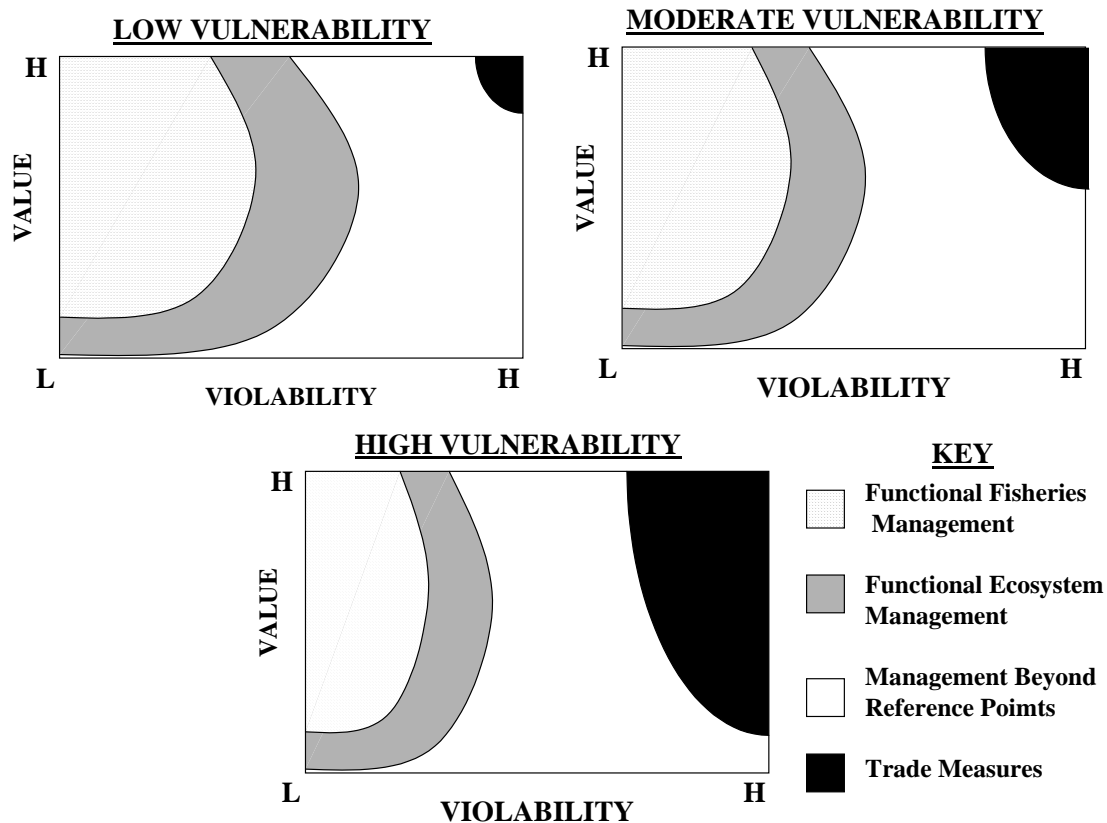 LOW VULNERABILITY
H
VALUE
L
H
VIOLABILITY
MODERATE VULNERABILITY
H
VALUE
L
H
VIOLABILITY
HIGH VULNERABILITY
H
VALUE
L
H
VIOLABILITY
KEY
Functional Fisheries
Management
Functional Ecosystem
Management
Management Beyond
Reference Poimts
Trade Measures